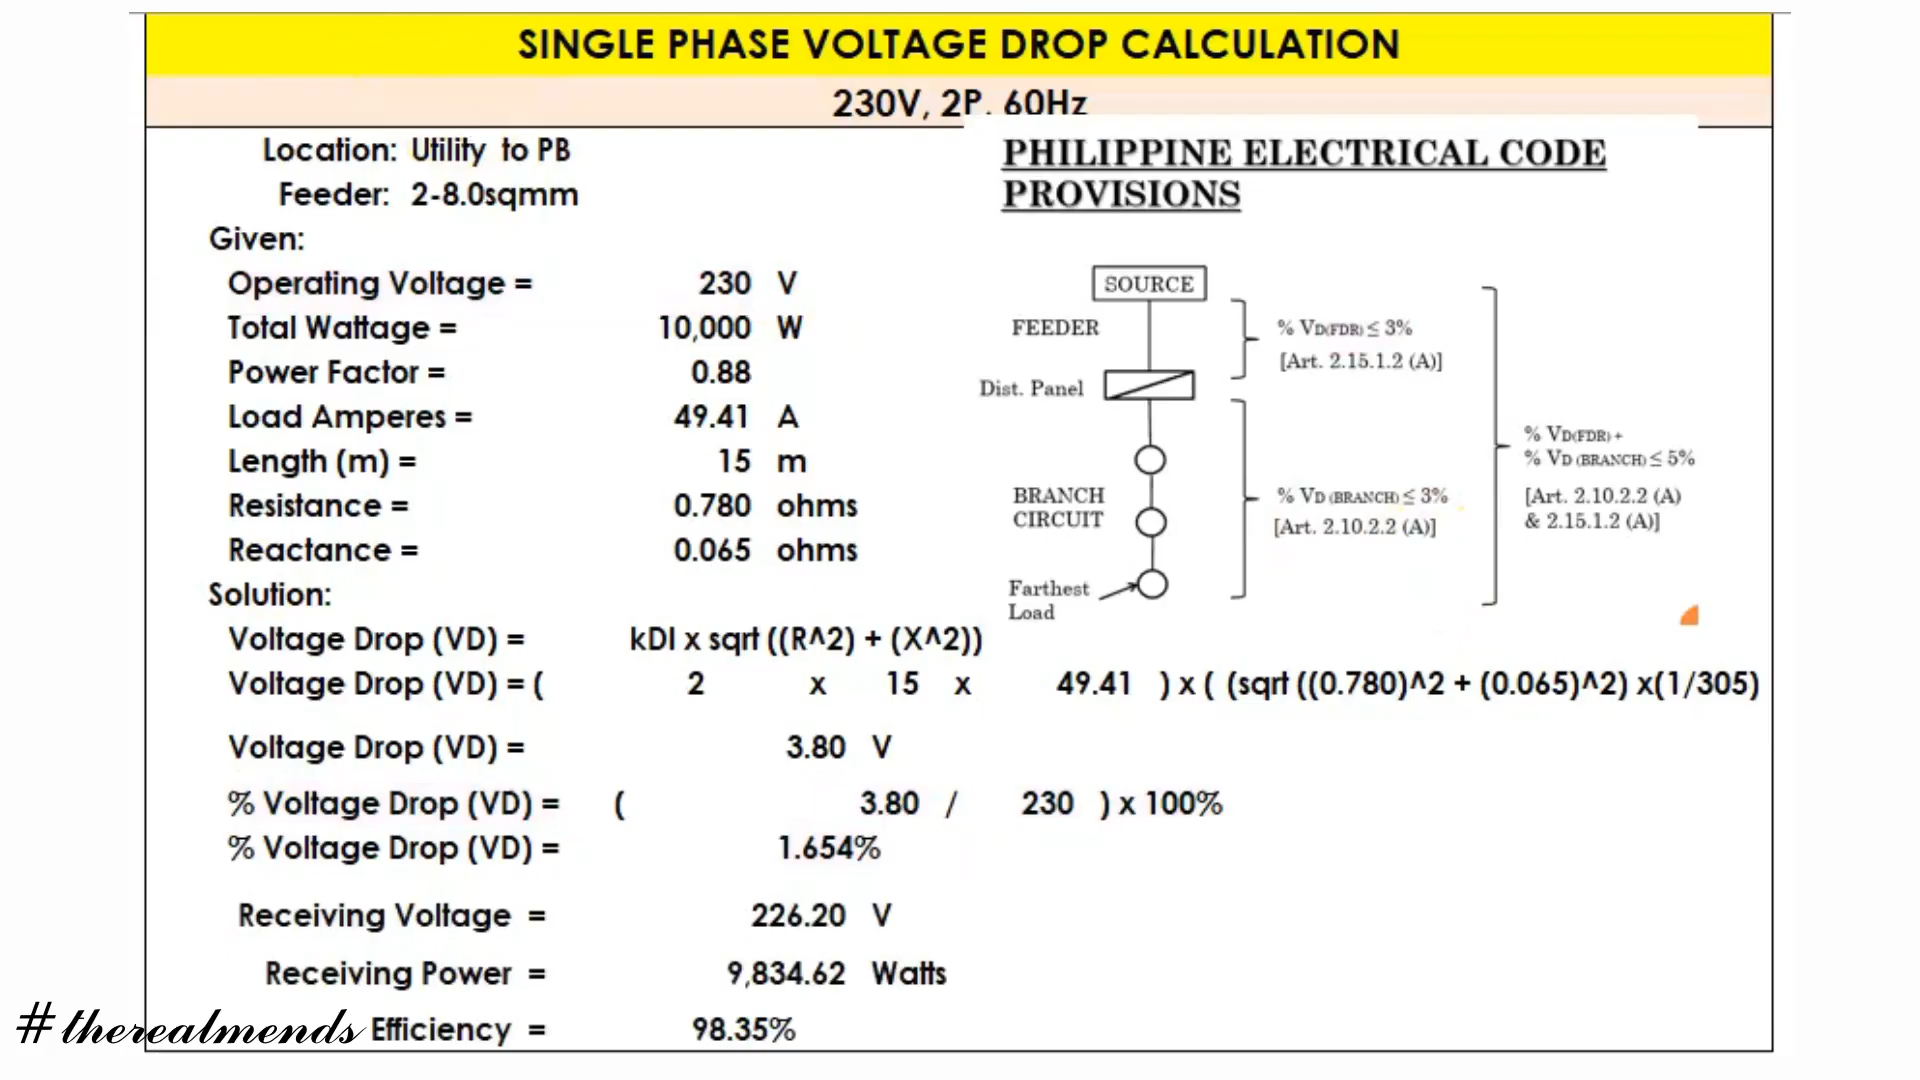 SINGLE PHASE VOLTAGE DROP CALCULATION
230V, 2P, 60Hz
Location: Utility to PB
Feeder: 2-8.0sqmm
Given:
Operating Voltage = 230 V
Total Wattage = 10,000 W
Power Factor = 0.88
Load Amperes = 49.41 A
Length (m) = 15 m
Resistance = 0.780 ohms
Reactance = 0.065 ohms
PHILIPPINE ELECTRICAL CODE
PROVISIONS
SOURCE
FEEDER
% VD(FDR) ≤ 3%
[Art. 2.15.1.2 (A)]
Dist. Panel
% VD(FDR) +
% VD (BRANCH) ≤ 5%
[Art. 2.10.2.2 (A)
& 2.15.1.2 (A)]
BRANCH
CIRCUIT
% VD (BRANCH) ≤ 3%
[Art. 2.10.2.2 (A)]
Farthest
Load
Solution:
Voltage Drop (VD) = kDI x sqrt ((R^2) + (X^2))
Voltage Drop (VD) = ( 2 x 15 x 49.41 ) x ( (sqrt ((0.780)^2 + (0.065)^2) x(1/305)
Voltage Drop (VD) = 3.80 V
% Voltage Drop (VD) = ( 3.80 / 230 ) x 100%
% Voltage Drop (VD) = 1.654%
Receiving Voltage = 226.20 V
Receiving Power = 9,834.62 Watts
Efficiency = 98.35%
#therealmends